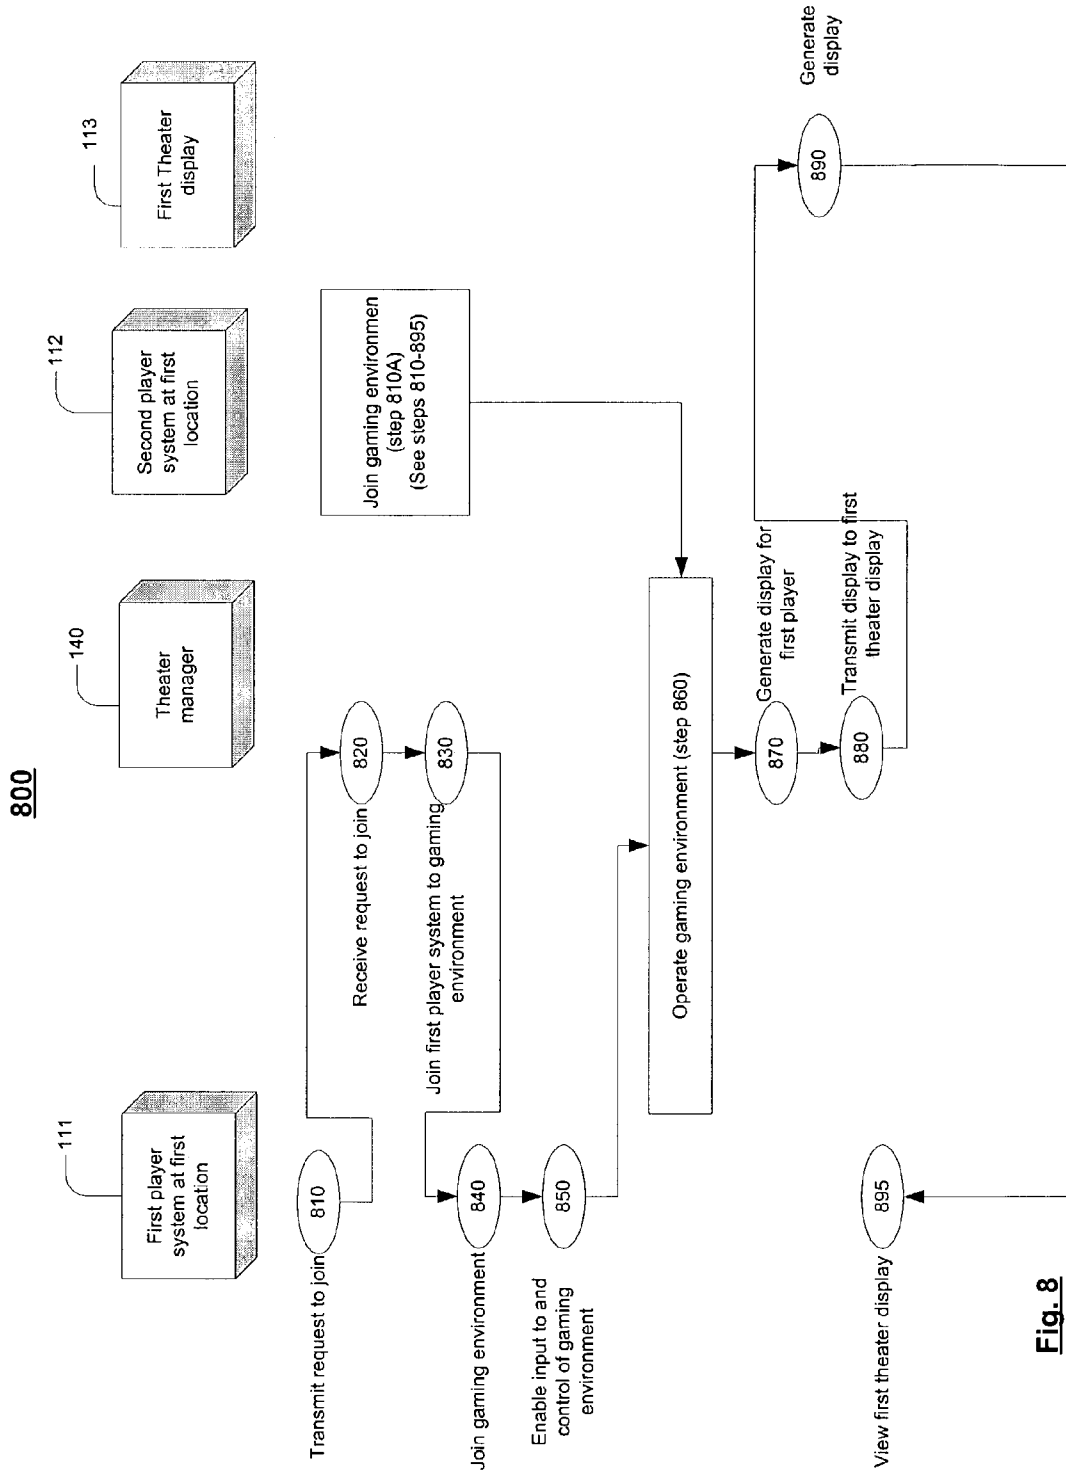 800
111
140
112
113
First player
system at first
location
Theater
manager
Second player
system at first
location
First Theater
display
Transmit request to join
810
820
Receive request to join
Join gaming environmen
(step 810A)
(See steps 810-895)
830
Join first player system to gaming
environment
Join gaming environment
840
Enable input to and
control of gaming
environment
850
Operate gaming environment (step 860)
870
Generate display for
first player
890
Generate
display
880
Transmit display to first
theater display
View first theater display
895
Fig. 8